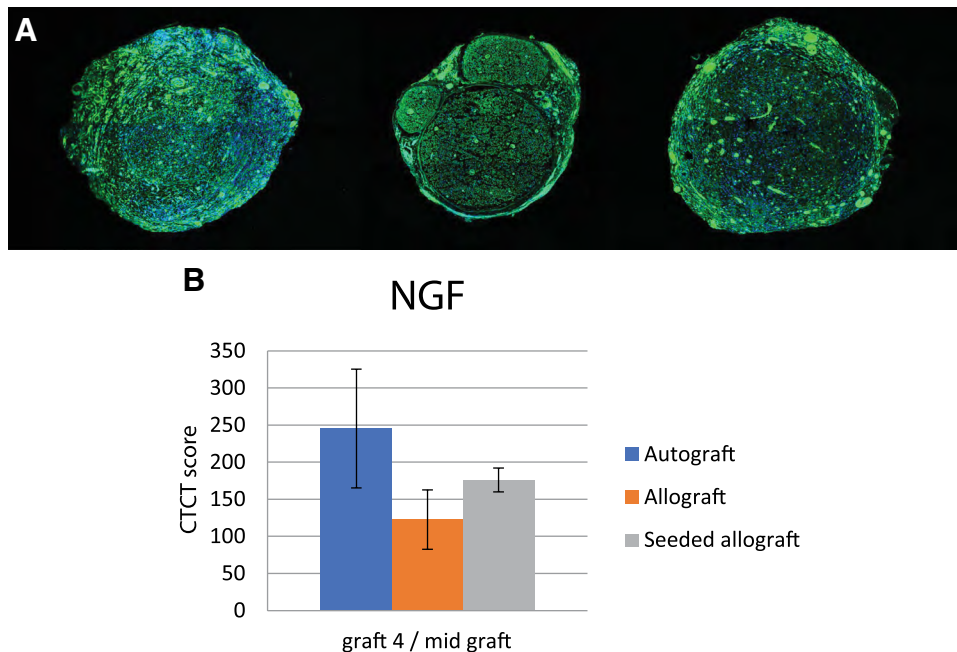 A
B
NGF
350
300
250
200
150
100
50
0
CTCT score
graft 4 / mid graft
Autograft
Allograft
Seeded allograft